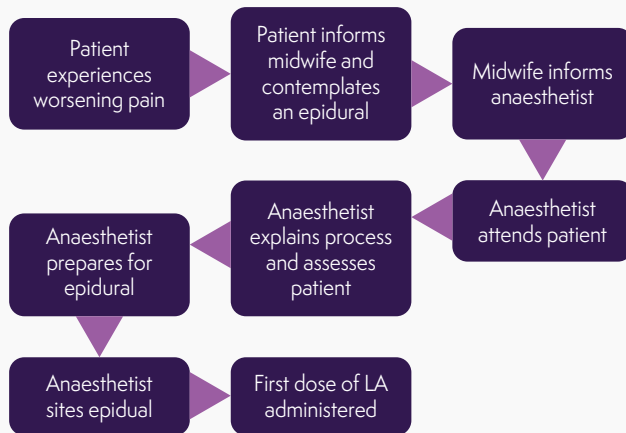 Patient
experiences
worsening pain
Patient informs
midwife and
contemplates
an epidural
Midwife informs
anaesthetist
Anaesthetist
attends patient
Anaesthetist
explains process
and assesses
patient
Anaesthetist
prepares for
epidural
Anaesthetist
sites epidual
First dose of LA
administered